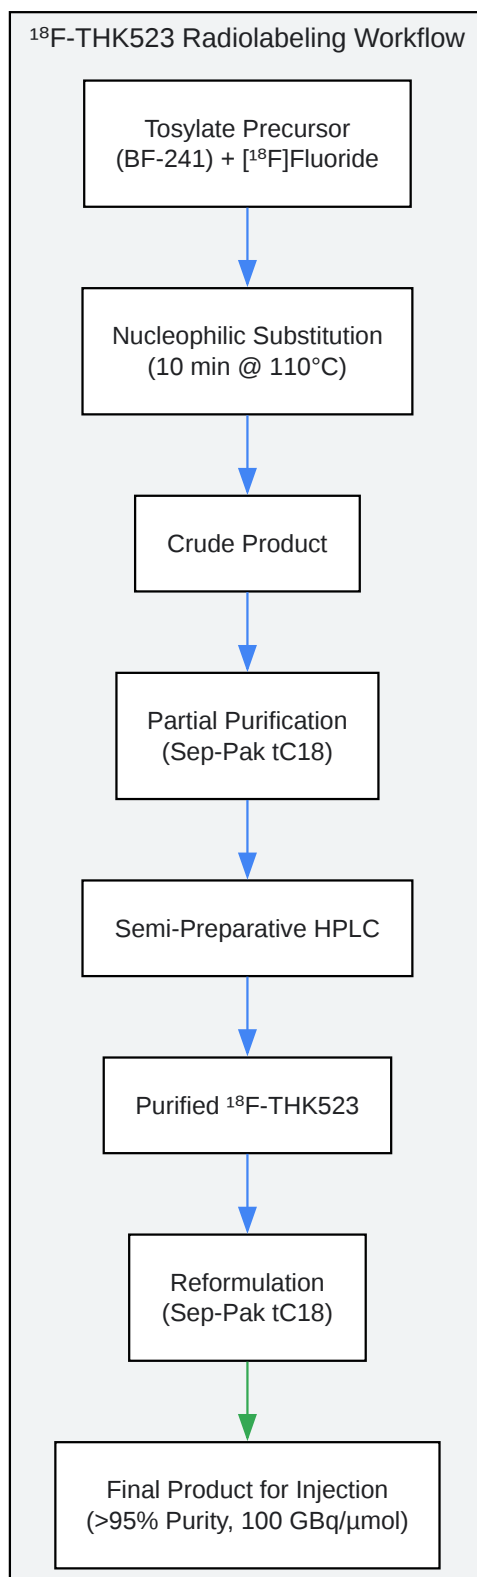 ¹⁸F-THK523 Radiolabeling Workflow
Tosylate Precursor
(BF-241) + [¹⁸F]Fluoride
Nucleophilic Substitution
(10 min @ 110°C)
Crude Product
Partial Purification
(Sep-Pak tC18)
Semi-Preparative HPLC
Purified ¹⁸F-THK523
Reformulation
(Sep-Pak tC18)
Final Product for Injection
(>95% Purity, 100 GBq/µmol)